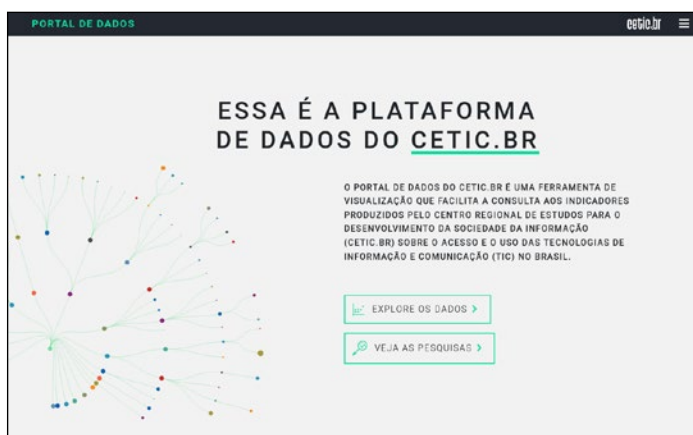 PORTAL DE DADOS
cetic.br
ESSA É A PLATAFORMA
DE DADOS DO CETIC.BR
O PORTAL DE DADOS DO CETIC.BR É UMA FERRAMENTA DE
VISUALIZAÇÃO QUE FACILITA A CONSULTA AOS INDICADORES
PRODUZIDOS PELO CENTRO REGIONAL DE ESTUDOS PARA O
DESENVOLVIMENTO DA SOCIEDADE DA INFORMAÇÃO
(CETIC.BR) SOBRE O ACESSO E O USO DAS TECNOLOGIAS DE
INFORMAÇÃO E COMUNICAÇÃO (TIC) NO BRASIL.
EXPLORE OS DADOS >
VEJA AS PESQUISAS >